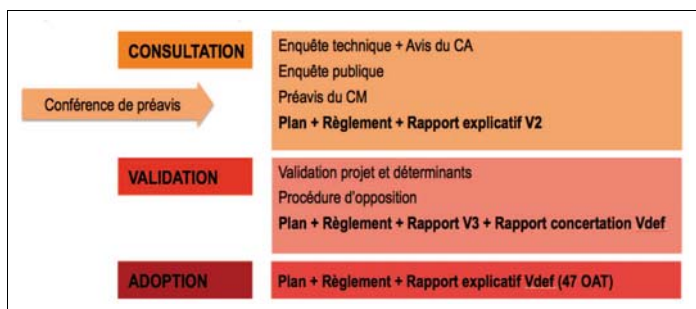 CONSULTATION
Enquête technique + Avis du CA
Enquête publique
Préavis du CM
Plan + Règlement + Rapport explicatif V2
Conférence de préavis
VALIDATION
Validation projet et déterminants
Procédure d'opposition
Plan + Règlement + Rapport V3 + Rapport concertation Vdef
ADOPTION
Plan + Règlement + Rapport explicatif Vdef (47 OAT)